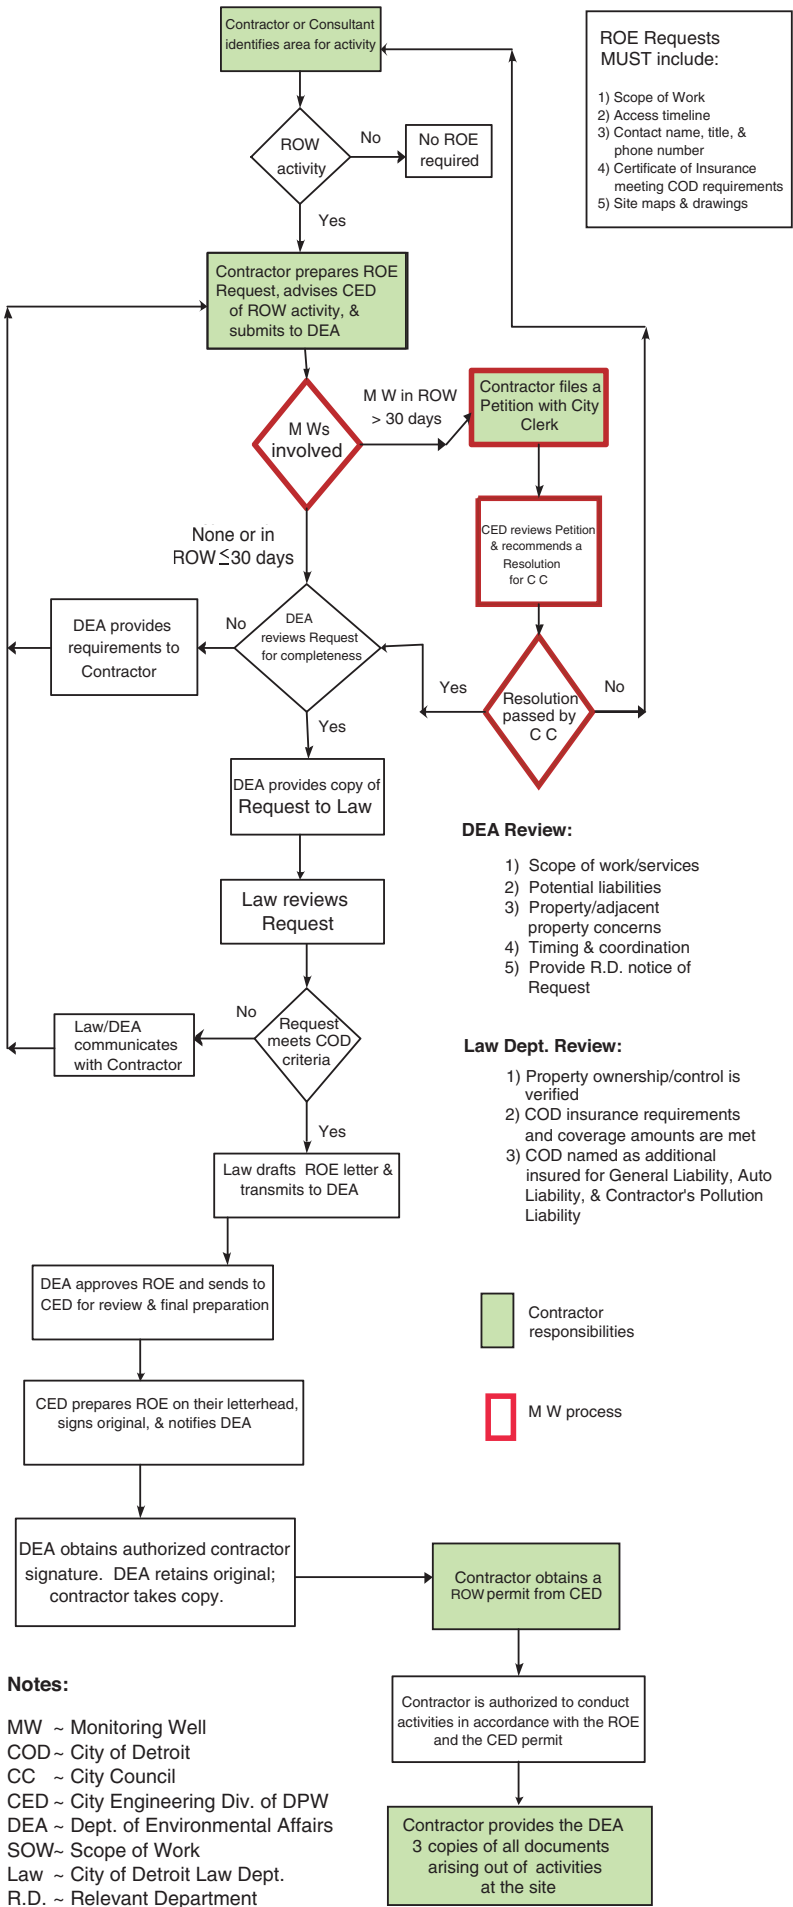 Contractor or Consultant
identifies area for activity
ROE Requests
MUST include:
1) Scope of Work
2) Access timeline
3) Contact name, title, &
phone number
4) Certificate of Insurance
meeting COD requirements
5) Site maps & drawings
ROW
activity
No
No ROE
required
Yes
Contractor prepares ROE
Request, advises CED
of ROW activity, &
submits to DEA
M Ws
involved
M W in ROW
> 30 days
Contractor files a
Petition with City
Clerk
CED reviews Petition
& recommends a
Resolution
for C C
None or in
ROW ≤30 days
DEA
reviews Request
for completeness
No
DEA provides
requirements to
Contractor
Yes
Resolution
passed by
C C
No
Yes
DEA provides copy of
Request to Law
Law reviews
Request
Request
meets COD
criteria
No
Law/DEA
communicates
with Contractor
Yes
Law drafts ROE letter &
transmits to DEA
DEA approves ROE and sends to
CED for review & final preparation
CED prepares ROE on their letterhead,
signs original, & notifies DEA
DEA obtains authorized contractor
signature. DEA retains original;
contractor takes copy.
Contractor obtains a
ROW permit from CED
Contractor is authorized to conduct
activities in accordance with the ROE
and the CED permit
Contractor provides the DEA
3 copies of all documents
arising out of activities
at the site
DEA Review:
1) Scope of work/services
2) Potential liabilities
3) Property/adjacent
property concerns
4) Timing & coordination
5) Provide R.D. notice of
Request
Law Dept. Review:
1) Property ownership/control is
verified
2) COD insurance requirements
and coverage amounts are met
3) COD named as additional
insured for General Liability, Auto
Liability, & Contractor's Pollution
Liability
Contractor
responsibilities
M W process
Notes:
MW ~ Monitoring Well
COD ~ City of Detroit
CC ~ City Council
CED ~ City Engineering Div. of DPW
DEA ~ Dept. of Environmental Affairs
SOW ~ Scope of Work
Law ~ City of Detroit Law Dept.
R.D. ~ Relevant Department